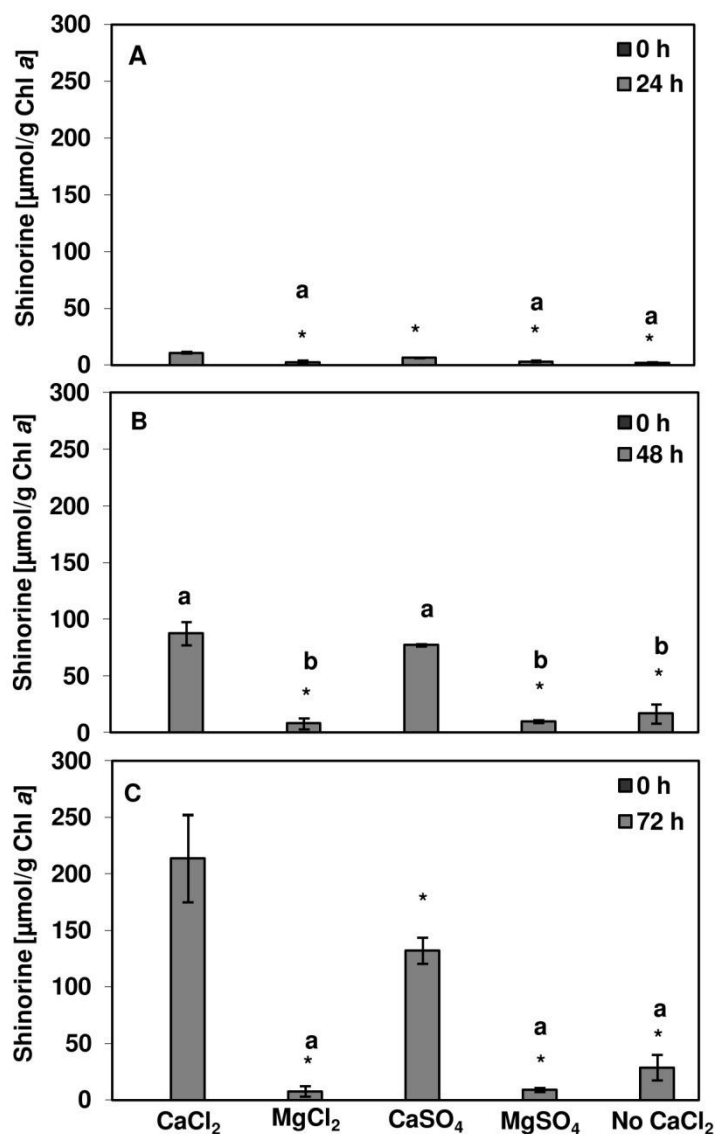 300
A
0 h
250
24 h
200
150
100
50
0
a
a
a
*
*
*
*
Shinorine [µmol/g Chl a]
300
B
0 h
250
48 h
200
150
100
50
0
a
a
b
b
b
*
*
*
Shinorine [µmol/g Chl a]
300
C
0 h
250
72 h
200
150
100
50
0
*
a
a
a
*
*
*
Shinorine [µmol/g Chl a]
CaCl₂ MgCl₂ CaSO₄ MgSO₄ No CaCl₂